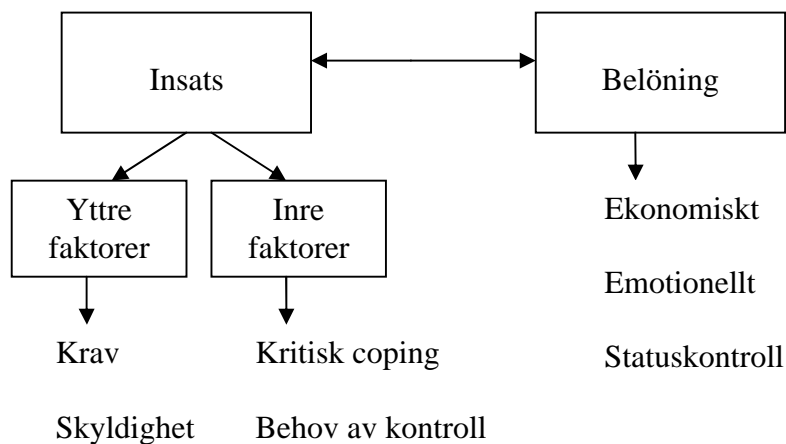 Insats
Belöning
Yttre
faktorer
Inre
faktorer
Ekonomiskt
Emotionellt
Statuskontroll
Krav
Skyldighet
Kritisk coping
Behov av kontroll